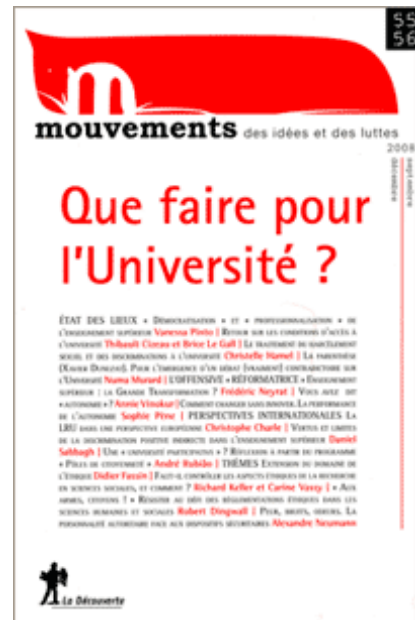 55
56
m
mouvements des idées et des luttes
2008
septembre
décembre
Que faire pour
l'Université ?
ÉTAT DES LIEUX « DÉMOCRATISATION » ET « PROFESSIONNALISATION » DE
L'ENSEIGNEMENT SUPÉRIEUR Vanessa Pinto | RETOUR SUR LES CONDITIONS D'ACCÈS À
L'UNIVERSITÉ Thibault Cizeau et Brice Le Gall | LE TRAITEMENT DU HARCÈLEMENT
SEXUEL ET DES DISCRIMINATIONS À L'UNIVERSITÉ Christelle Hamel | LA PARENTHÈSE
(XAVIER DUNEZAT). POUR L'ÉMERGENCE D'UN DÉBAT (VRAIMENT) CONTRADICTOIRE SUR
L'UNIVERSITÉ Numa Murard | L'OFFENSIVE « RÉFORMATRICE » ENSEIGNEMENT
SUPÉRIEUR : LA GRANDE TRANSFORMATION ? Frédéric Neyrat | VOUS AVEZ DIT
« AUTONOMIE » ? Annie Vinokur | COMMENT CHANGER SANS INNOVER. LA PERFORMANCE
DE L'AUTONOMIE Sophie Pène | PERSPECTIVES INTERNATIONALES LA
LRU DANS UNE PERSPECTIVE EUROPÉENNE Christophe Charle | VERTUS ET LIMITES
DE LA DISCRIMINATION POSITIVE INDIRECTE DANS L'ENSEIGNEMENT SUPÉRIEUR Daniel
Sabbagh | UNE « UNIVERSITÉ PARTICIPATIVE » ? RÉFLEXION À PARTIR DU PROGRAMME
« PÔLES DE CITOYENNETÉ » André Rubião | THÈMES EXTENSION DU DOMAINE DE
L'ÉTHIQUE Didier Fassin | FAUT-IL CONTRÔLER LES ASPECTS ÉTHIQUES DE LA RECHERCHE
EN SCIENCES SOCIALES, ET COMMENT ? Richard Keller et Carine Vassy | « AUX
ARMES, CITOYENS ! » RÉSISTER AU DÉFI DES RÉGLEMENTATIONS ÉTHIQUES DANS LES
SCIENCES HUMAINES ET SOCIALES Robert Dingwall | PEUR, BRUITS, ODEURS. LA
PERSONNALITÉ AUTORITAIRE FACE AUX DISPOSITIFS SÉCURITAIRES Alexandre Neumann
La Découverte